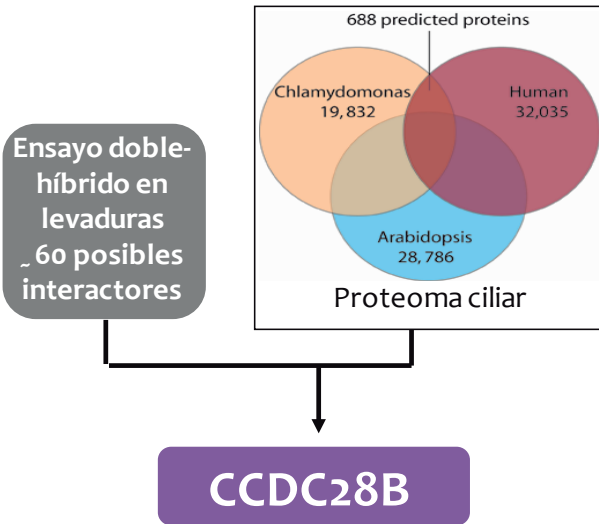 688 predicted proteins
Chlamydomonas
19,832
Human
32,035
Arabidopsis
28,786
Proteoma ciliar
Ensayo doble-
híbrido en
levaduras
~60 posibles
interactores
CCDC28B